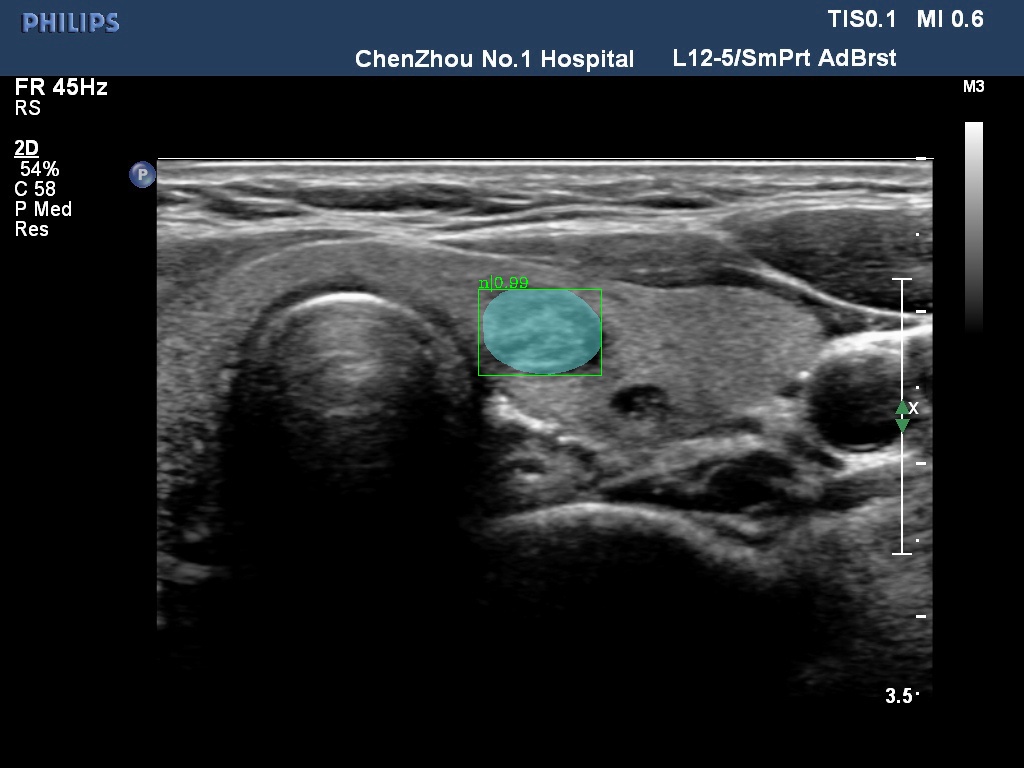 PHILIPS
TIS0.1 MI 0.6
ChenZhou No.1 Hospital L12-5/SmPrt AdBrst
FR 45Hz
RS
M3
2D
54%
C 58
P Med
Res
P
n|0.99
X
3.5